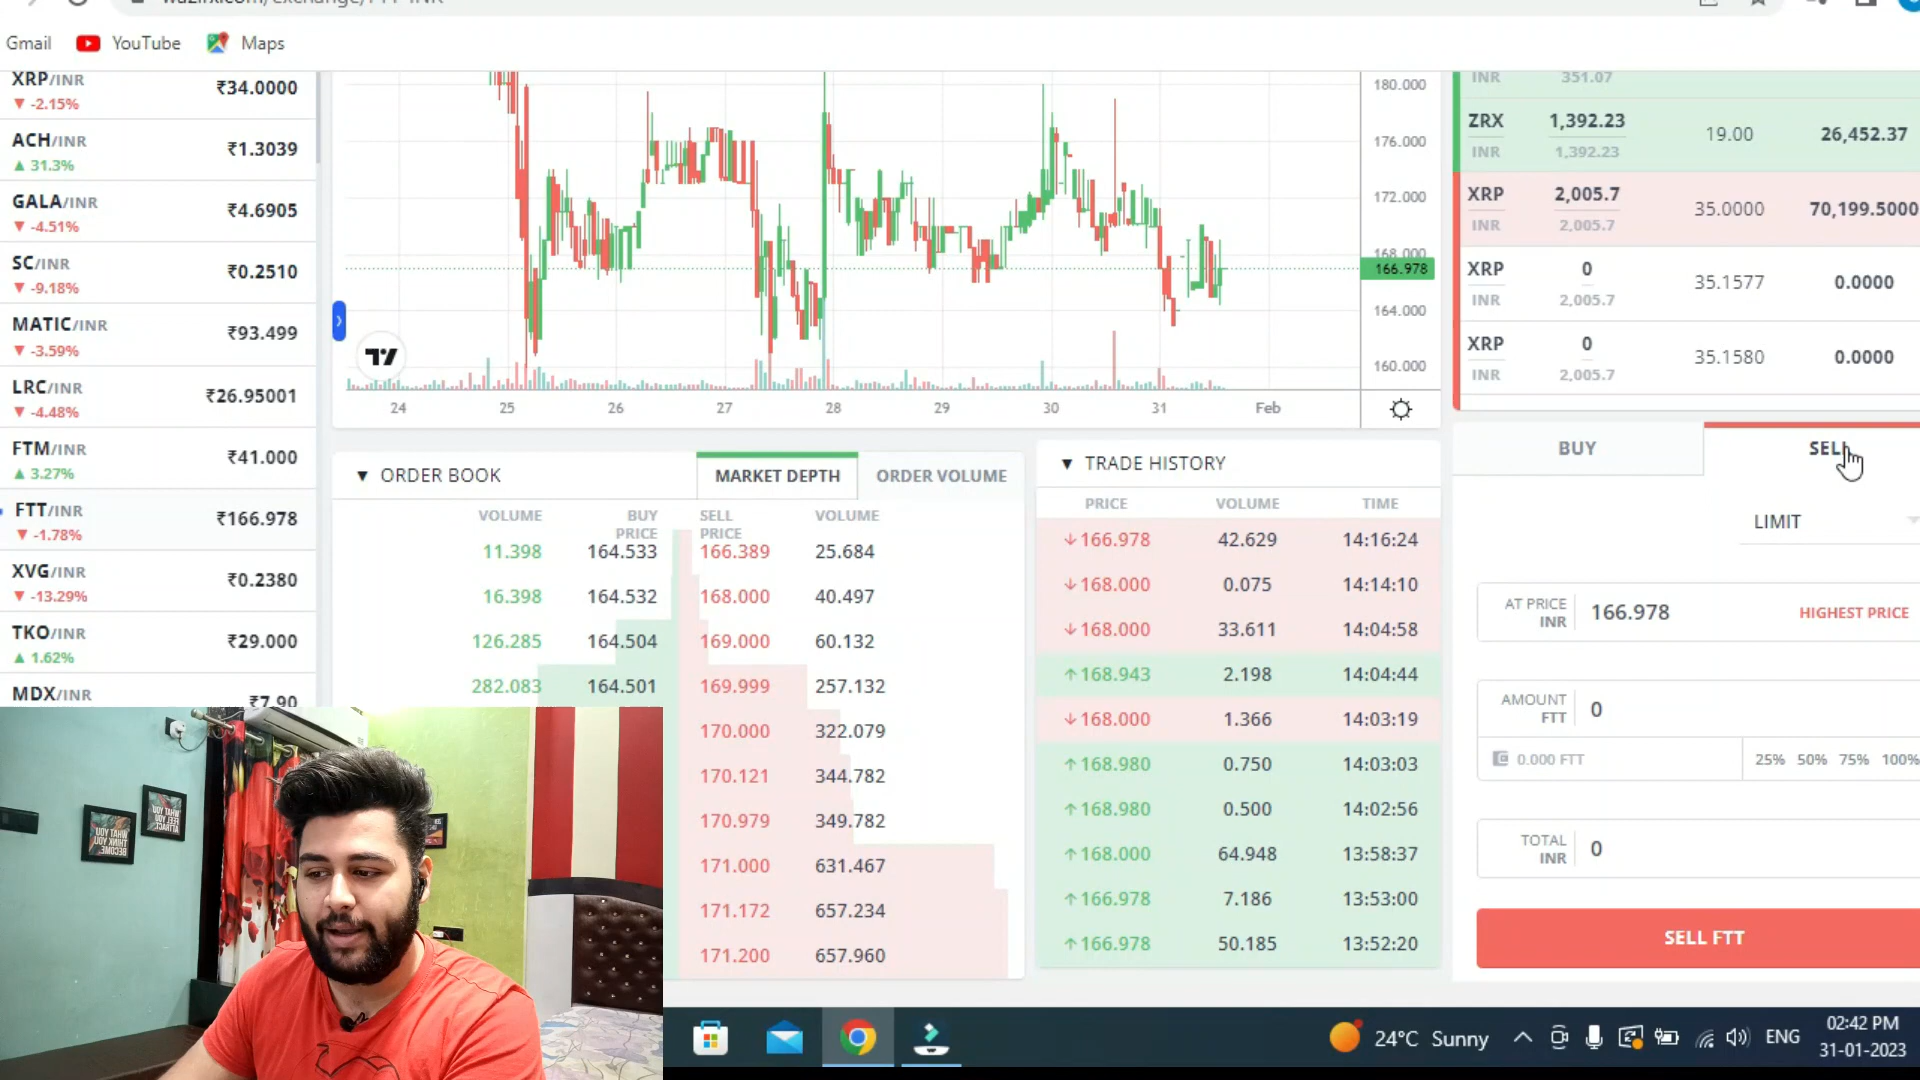 Gmail YouTube Maps
XRP/INR ₹34.0000
▼ -2.15%
ACH/INR ₹1.3039
▲ 31.3%
GALA/INR ₹4.6905
▼ -4.51%
SC/INR ₹0.2510
▼ -9.18%
MATIC/INR ₹93.499
▼ -3.59%
LRC/INR ₹26.95001
▼ -4.48%
FTM/INR ₹41.000
▲ 3.27%
FTT/INR ₹166.978
▼ -1.78%
XVG/INR ₹0.2380
▼ -13.29%
TKO/INR ₹29.000
▲ 1.62%
MDX/INR ₹7.90
180.000
176.000
172.000
168.000
166.978
164.000
160.000
24 25 26 27 28 29 30 31 Feb
INR 351.07
ZRX 1,392.23 19.00 26,452.37
INR 1,392.23
XRP 2,005.7 35.0000 70,199.5000
INR 2,005.7
XRP 0 35.1577 0.0000
INR 2,005.7
XRP 0 35.1580 0.0000
INR 2,005.7
▼ ORDER BOOK MARKET DEPTH ORDER VOLUME
VOLUME BUY PRICE SELL PRICE VOLUME
11.398 164.533 166.389 25.684
16.398 164.532 168.000 40.497
126.285 164.504 169.000 60.132
282.083 164.501 169.999 257.132
170.000 322.079
170.121 344.782
170.979 349.782
171.000 631.467
171.172 657.234
171.200 657.960
▼ TRADE HISTORY
PRICE VOLUME TIME
↓166.978 42.629 14:16:24
↓168.000 0.075 14:14:10
↓168.000 33.611 14:04:58
↑168.943 2.198 14:04:44
↓168.000 1.366 14:03:19
↑168.980 0.750 14:03:03
↑168.980 0.500 14:02:56
↑168.000 64.948 13:58:37
↑166.978 7.186 13:53:00
↑166.978 50.185 13:52:20
BUY SELL
LIMIT
AT PRICE INR 166.978 HIGHEST PRICE
AMOUNT FTT 0
0.000 FTT 25% 50% 75% 100%
TOTAL INR 0
SELL FTT
24°C Sunny ENG 02:42 PM
31-01-2023